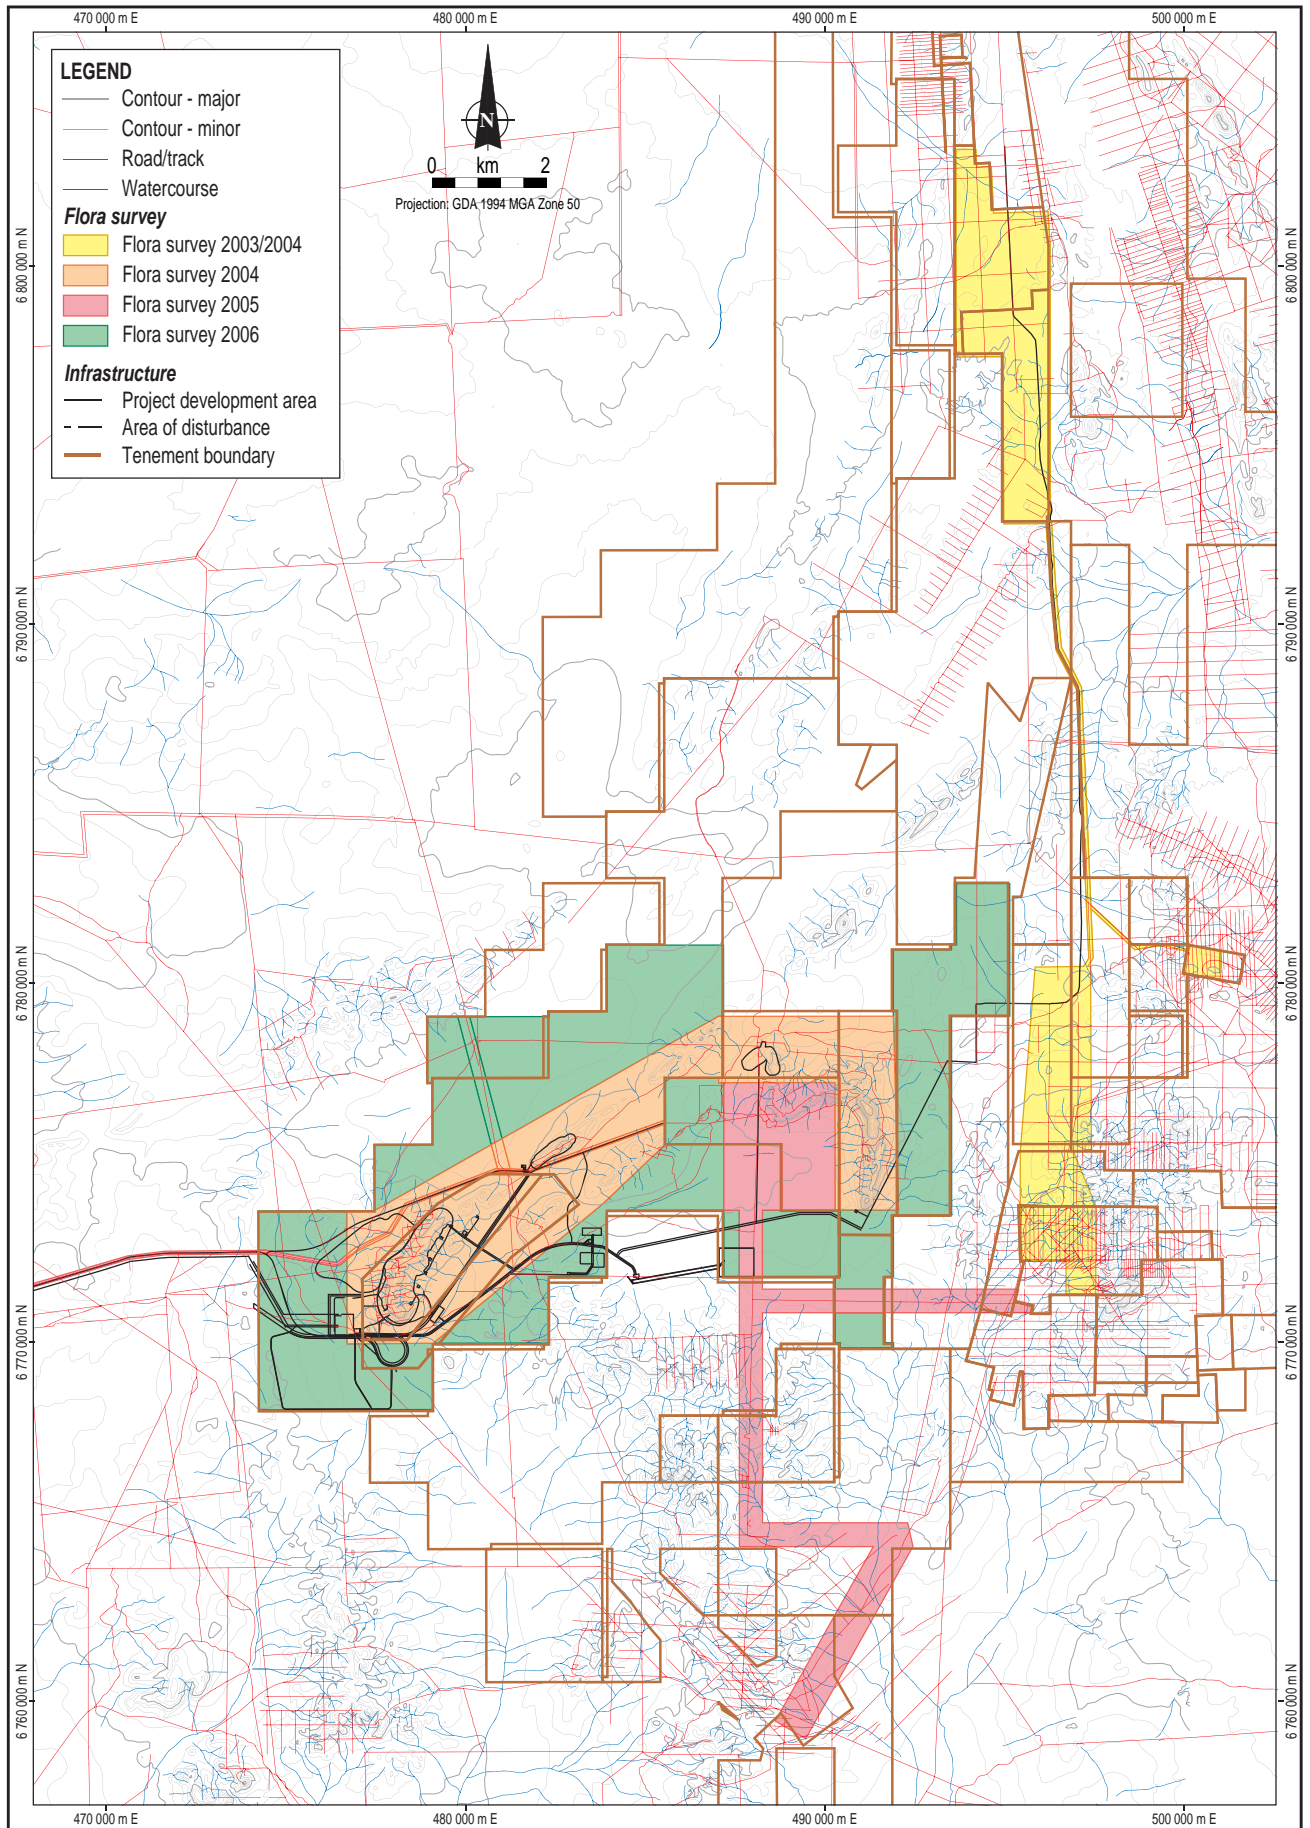 470 000 m E
480 000 m E
490 000 m E
500 000 m E
LEGEND
Contour - major
Contour - minor
Road/track
Watercourse
Flora survey
Flora survey 2003/2004
Flora survey 2004
Flora survey 2005
Flora survey 2006
Infrastructure
Project development area
Area of disturbance
Tenement boundary
N
0 km 2
Projection: GDA 1994 MGA Zone 50
6 800 000 m N
6 800 000 m N
6 790 000 m N
6 790 000 m N
6 780 000 m N
6 780 000 m N
6 770 000 m N
6 770 000 m N
6 760 000 m N
6 760 000 m N
470 000 m E
480 000 m E
490 000 m E
500 000 m E